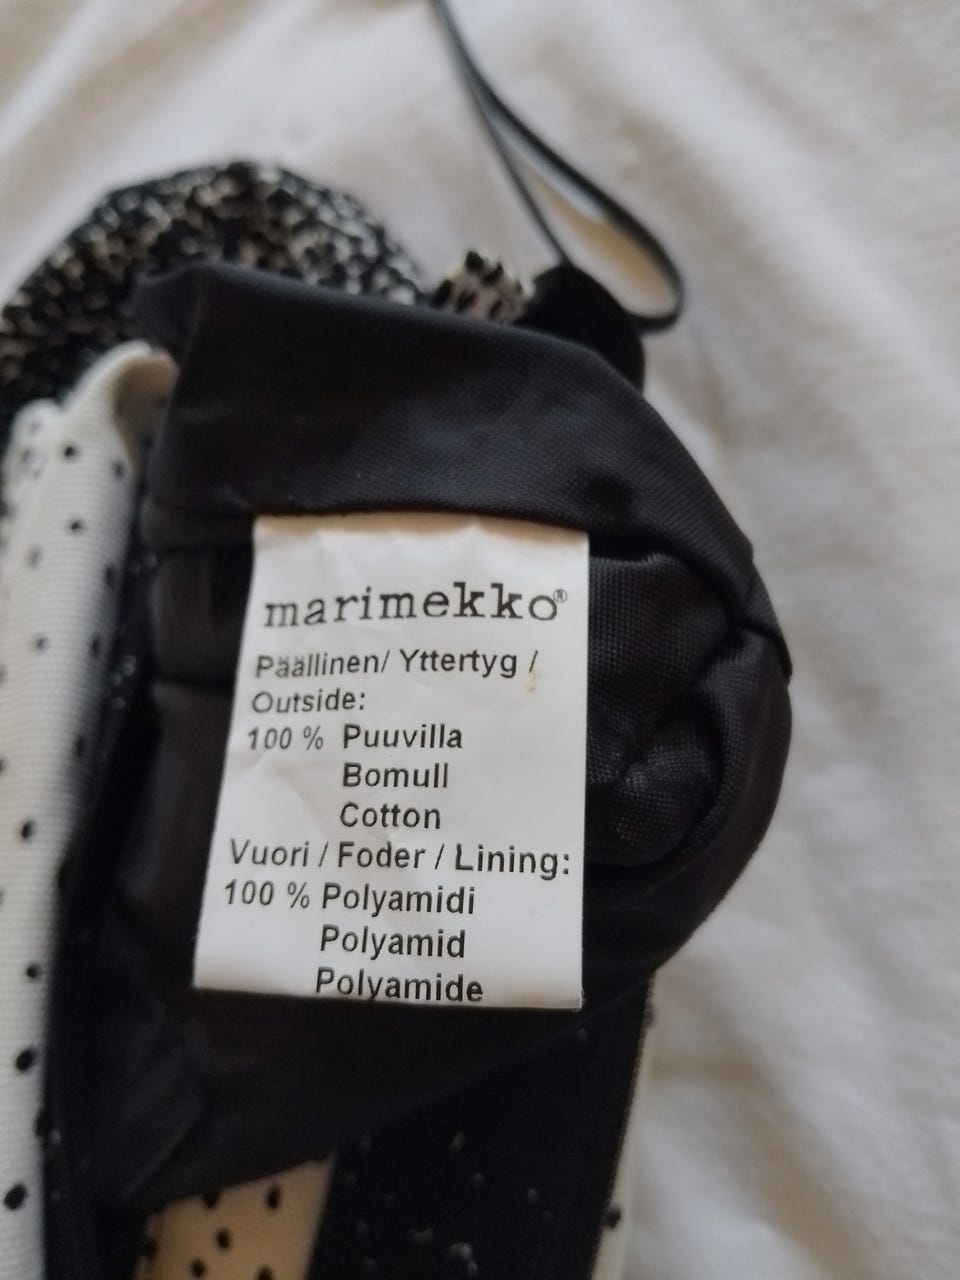 marimekko®
Päällinen/ Yttertyg /
Outside:
100 % Puuvilla
Bomull
Cotton
Vuori / Foder / Lining:
100 % Polyamidi
Polyamid
Polyamide